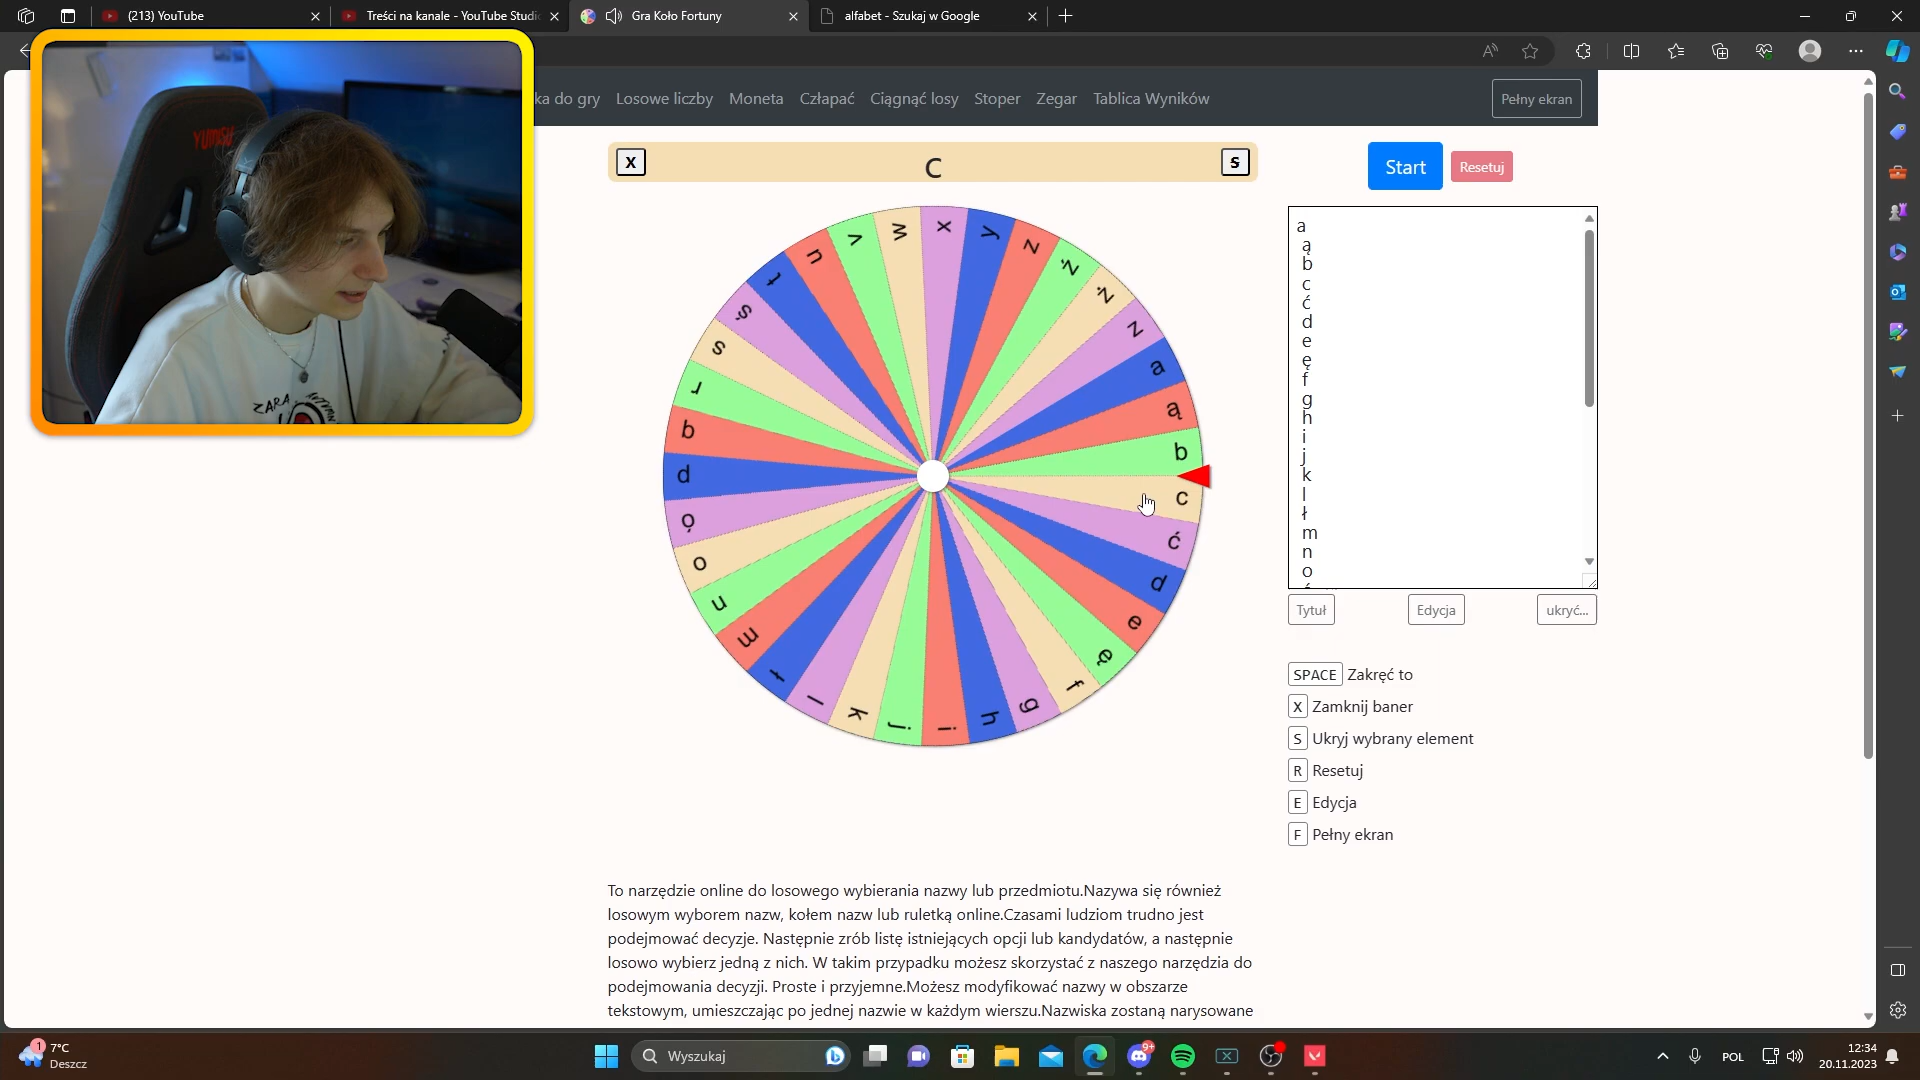 (213) YouTube
Treści na kanale - YouTube Studi
Gra Koło Fortuny
alfabet - Szukaj w Google
ka do gry
Losowe liczby
Moneta
Człapać
Ciągnąć losy
Stoper
Zegar
Tablica Wyników
Pełny ekran
YUMISU
ZARA
X
C
S
Start
Resetuj
x
y
z
ź
ż
z
a
ą
b
c
ć
d
e
ę
f
g
h
i
j
k
l
ł
m
n
o
ó
p
q
r
s
ś
t
u
v
w
a
ą
b
c
ć
d
e
ę
f
g
h
i
j
k
l
ł
m
n
o
Tytuł
Edycja
ukryć...
SPACE Zakręć to
X Zamknij baner
S Ukryj wybrany element
R Resetuj
E Edycja
F Pełny ekran
To narzędzie online do losowego wybierania nazwy lub przedmiotu.Nazywa się również
losowym wyborem nazw, kołem nazw lub ruletką online.Czasami ludziom trudno jest
podejmować decyzje. Następnie zrób listę istniejących opcji lub kandydatów, a następnie
losowo wybierz jedną z nich. W takim przypadku możesz skorzystać z naszego narzędzia do
podejmowania decyzji. Proste i przyjemne.Możesz modyfikować nazwy w obszarze
tekstowym, umieszczając po jednej nazwie w każdym wierszu.Nazwiska zostaną narysowane
1
7°C
Deszcz
Wyszukaj
9+
POL
12:34
20.11.2023